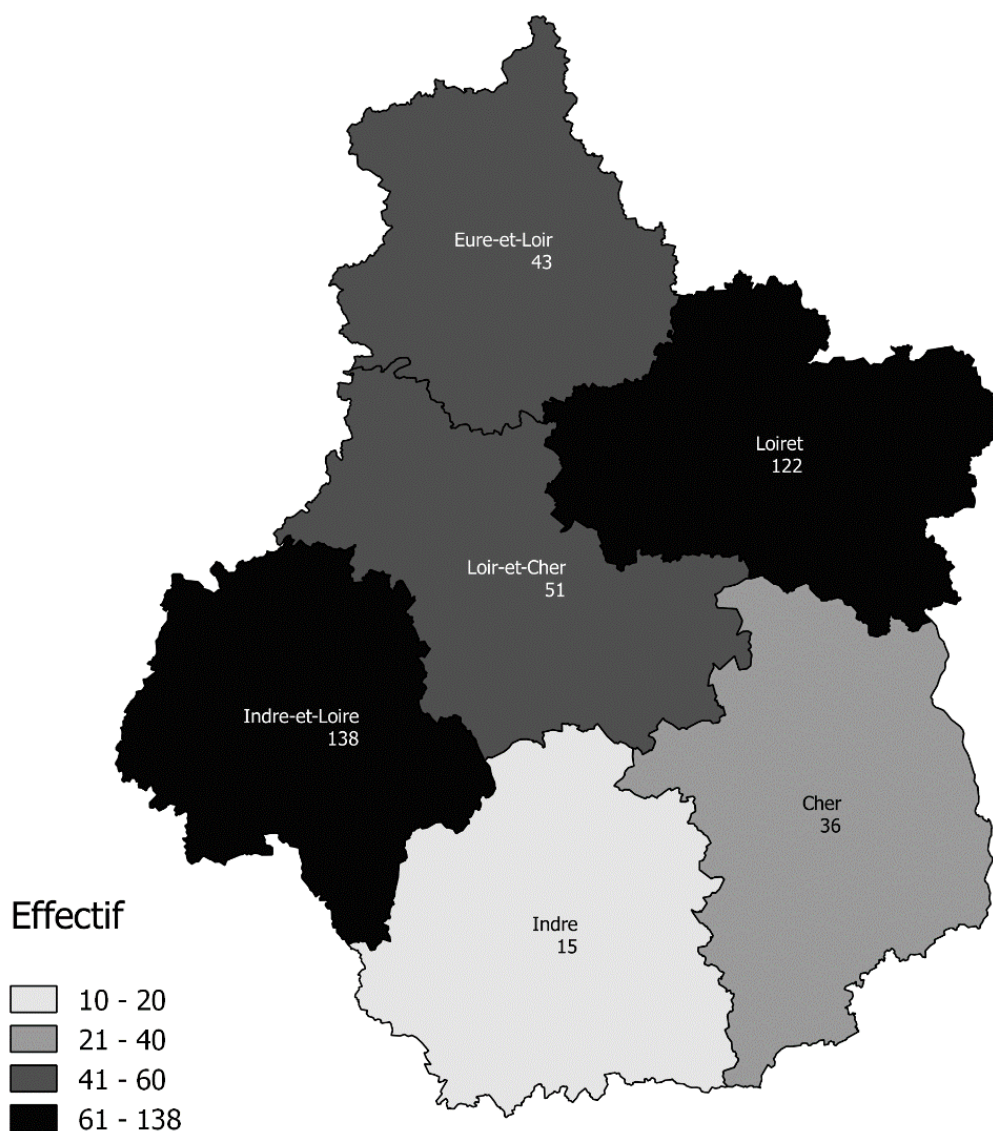 Eure-et-Loir
43
Loiret
122
Loir-et-Cher
51
Indre-et-Loire
138
Cher
36
Indre
15
Effectif
10 - 20
21 - 40
41 - 60
61 - 138